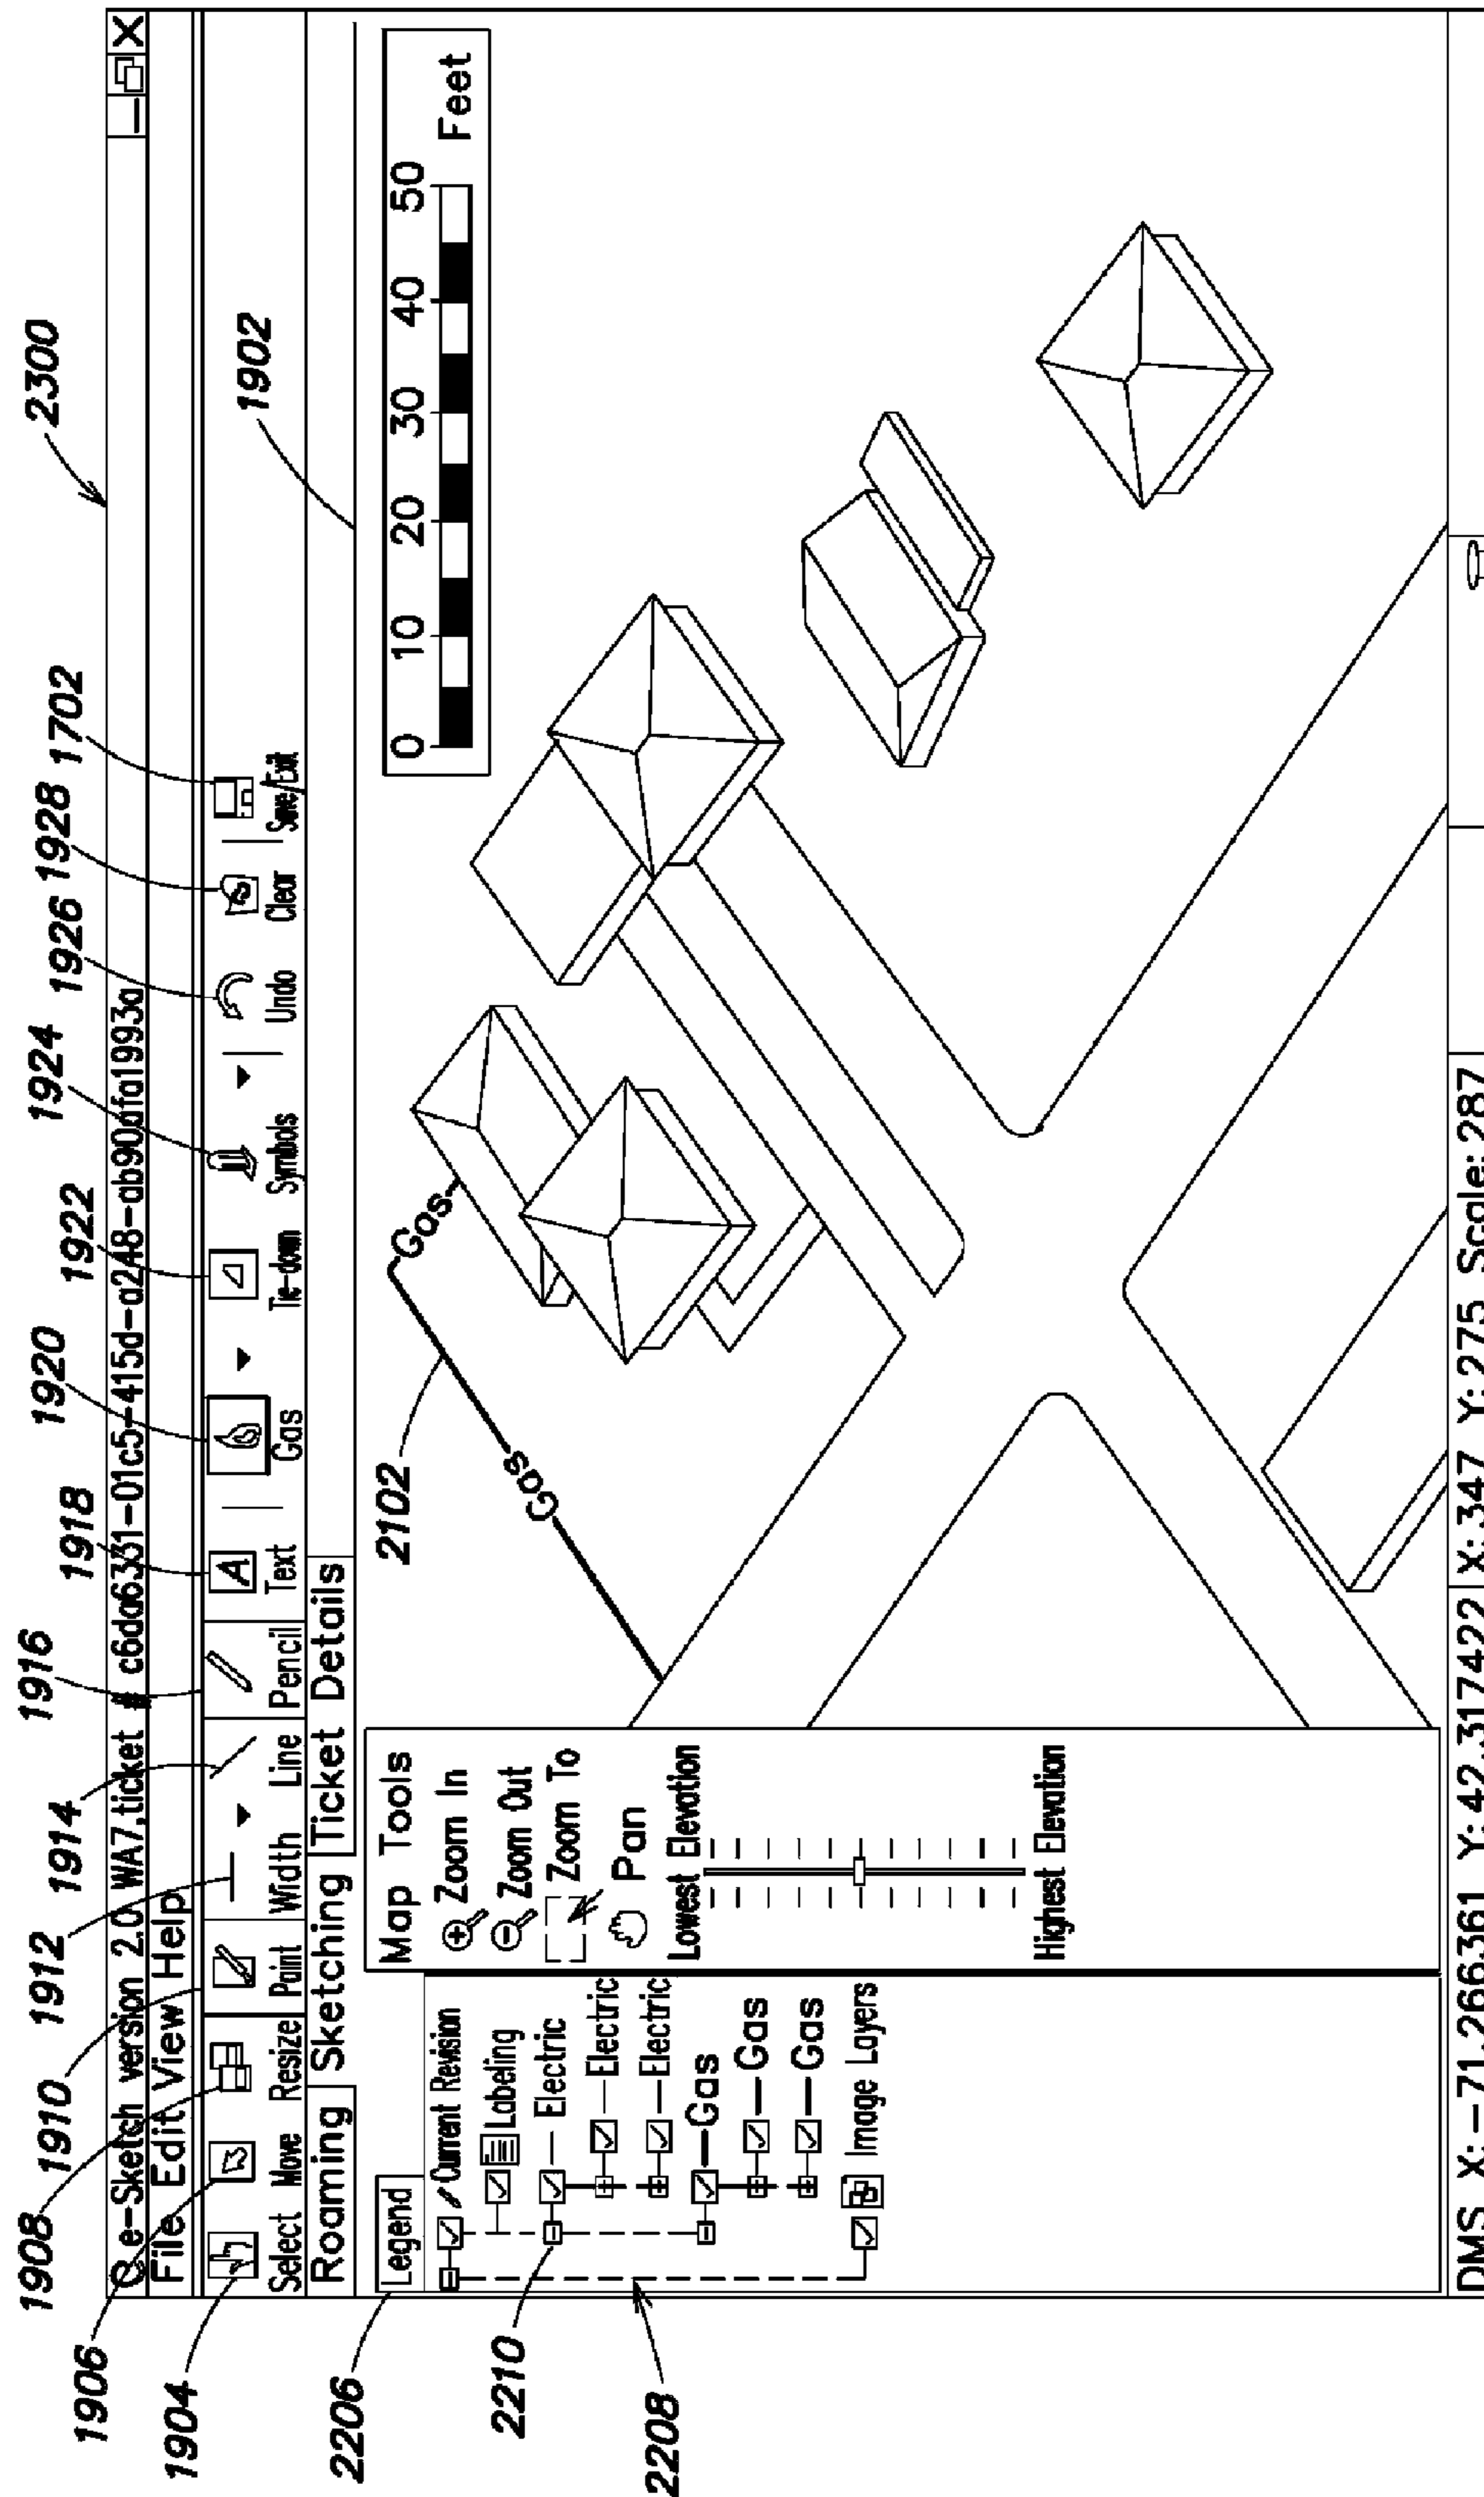 2300
1904
1906
1908
1910
1912
1914
1916
1918
1920
1922
1924
1926
1928
1702
1902
e-Sketch version 2.0 WA7,ticket # c6da6331-01c5-415d-a248-ab90afa1993a
File Edit View Help
Select Move Resize Paint Width Line Pencil Text Gas Tie-down Symbols Undo Clear Save/Exit
Roaming Sketching Ticket Details
2206
Legend
Current Revision
Labeling
Electric
Electric
Electric
Gas
Gas
Gas
Image Layers
2210
2208
Map Tools
Zoom In
Zoom Out
Zoom To
Pan
Lowest Elevation
Highest Elevation
2102
Gas
Gas
0 10 20 30 40 50
Feet
DMS X:-71.266361 Y:42.317422 X:347 Y:275 Scale:287